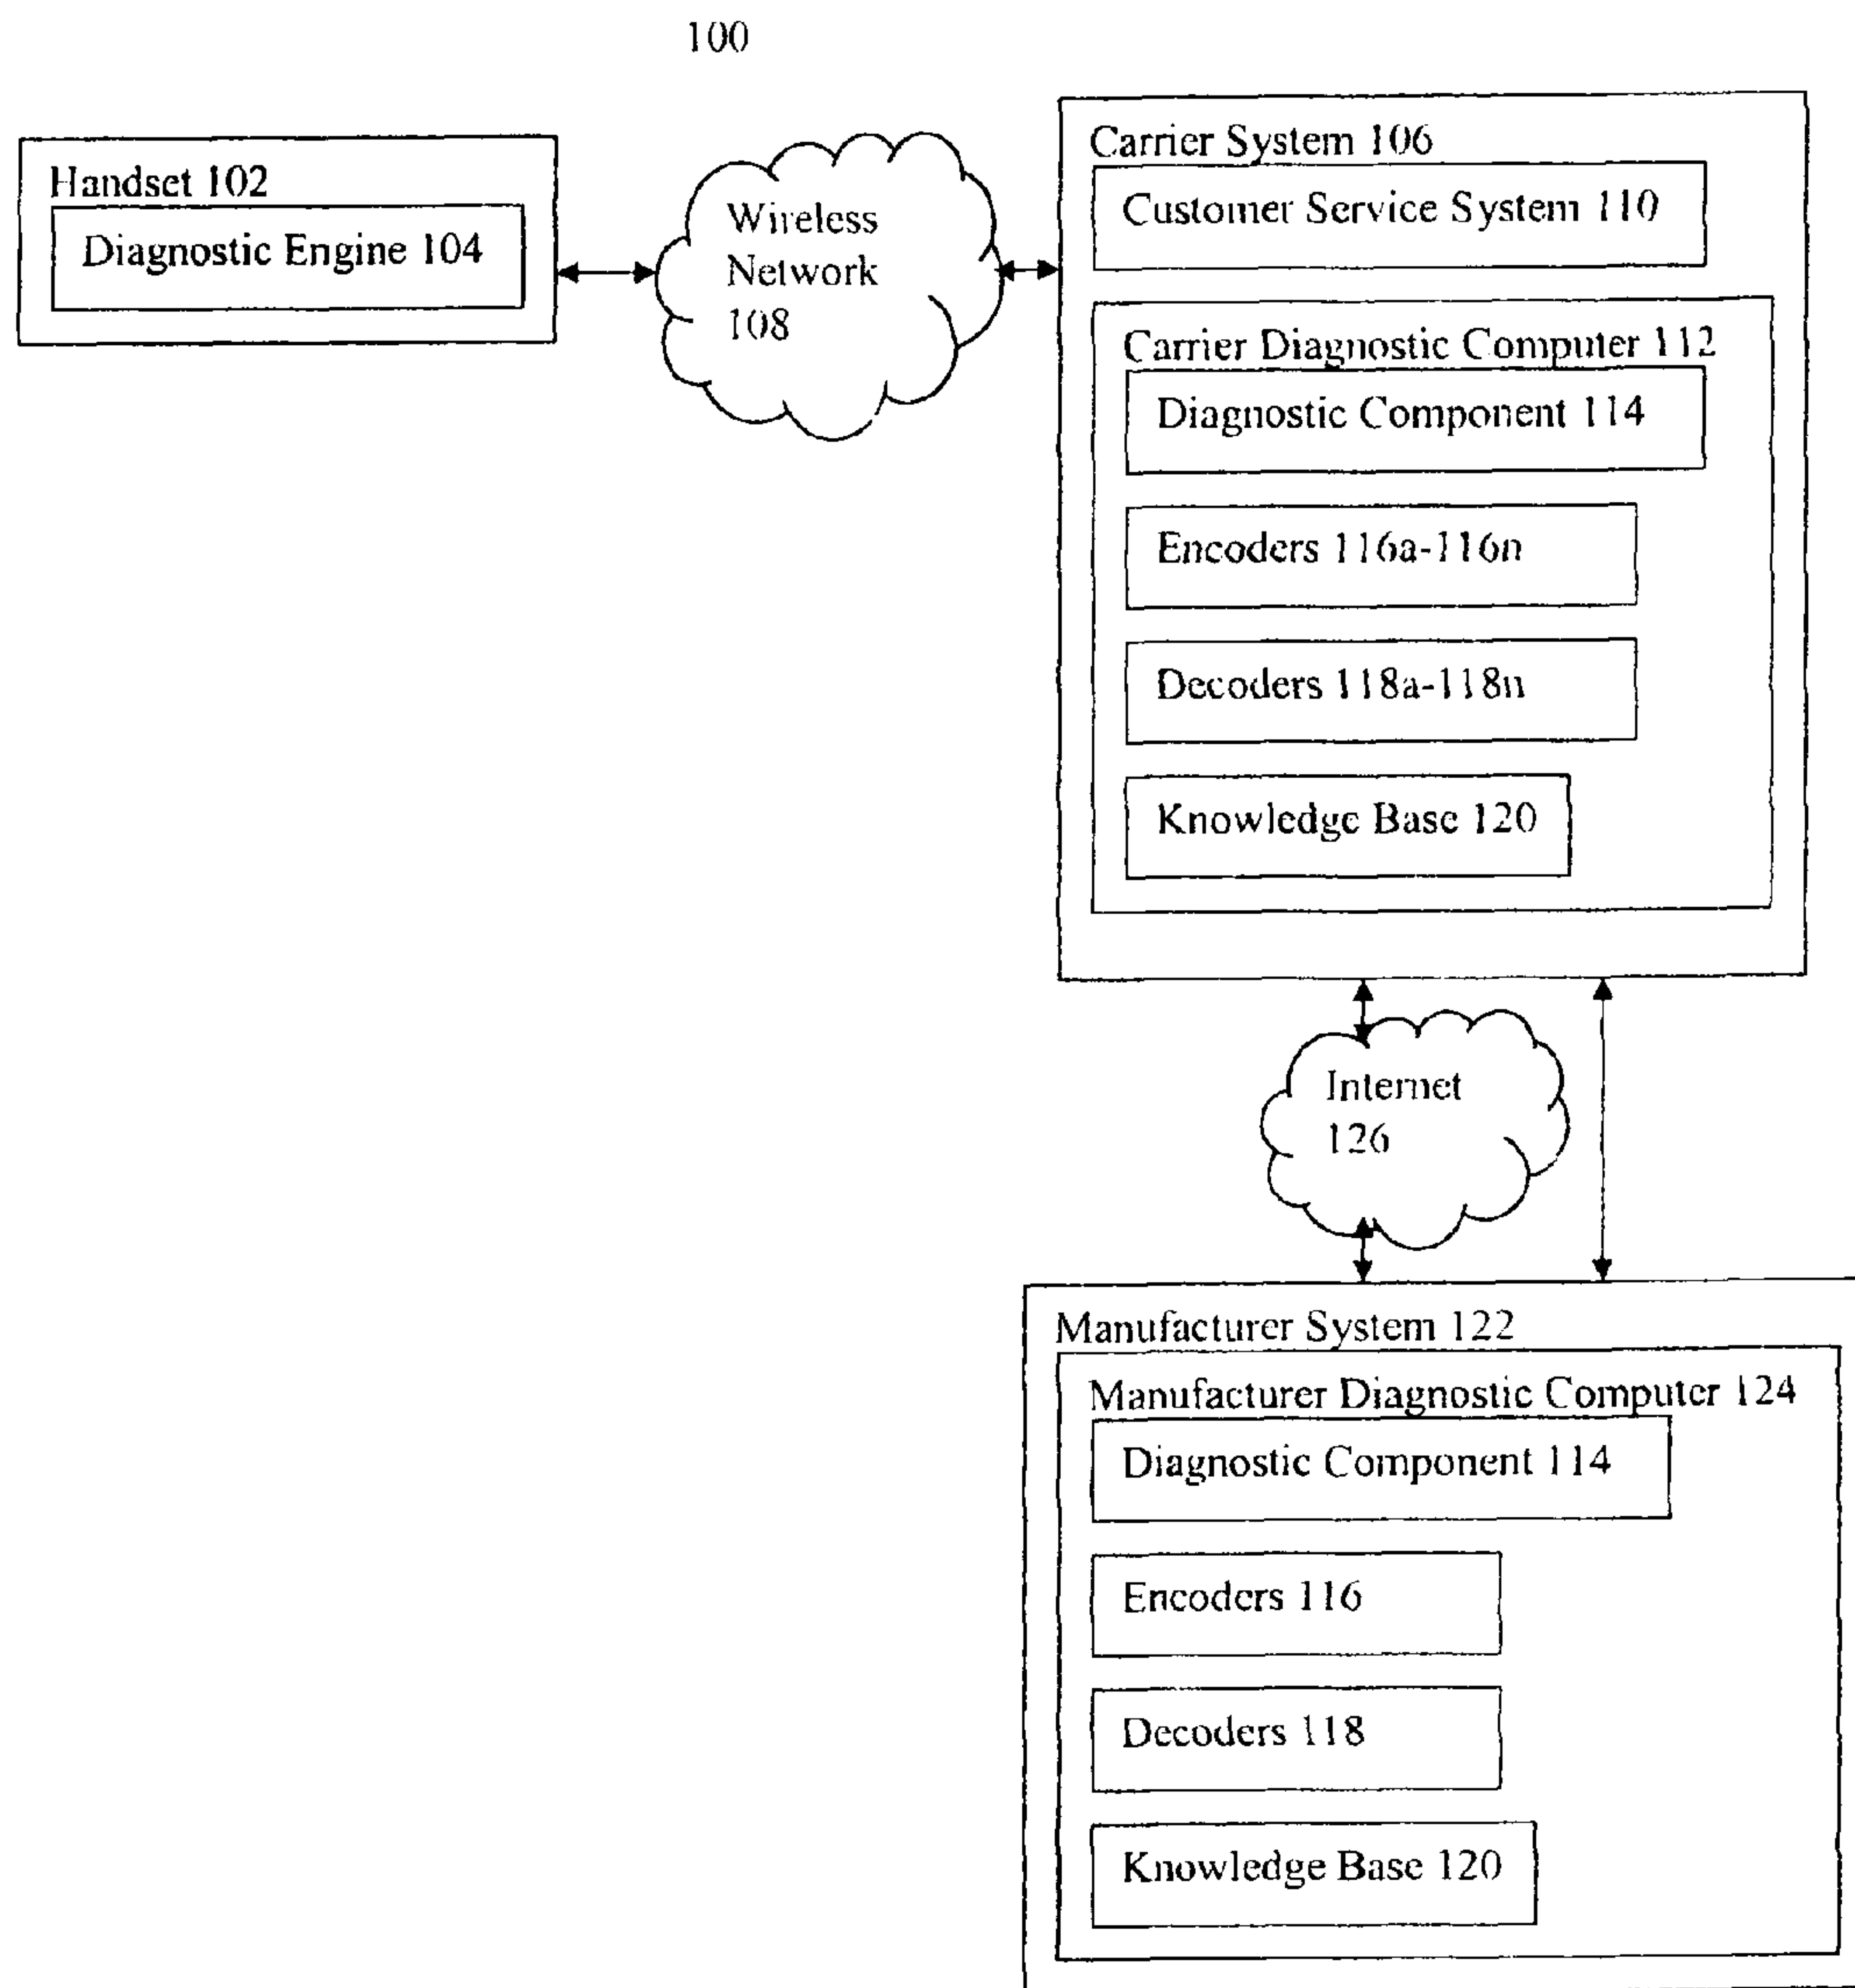 100
Handset 102
Diagnostic Engine 104
Wireless
Network
108
Carrier System 106
Customer Service System 110
Carrier Diagnostic Computer 112
Diagnostic Component 114
Encoders 116a-116n
Decoders 118a-118n
Knowledge Base 120
Internet
126
Manufacturer System 122
Manufacturer Diagnostic Computer 124
Diagnostic Component 114
Encoders 116
Decoders 118
Knowledge Base 120